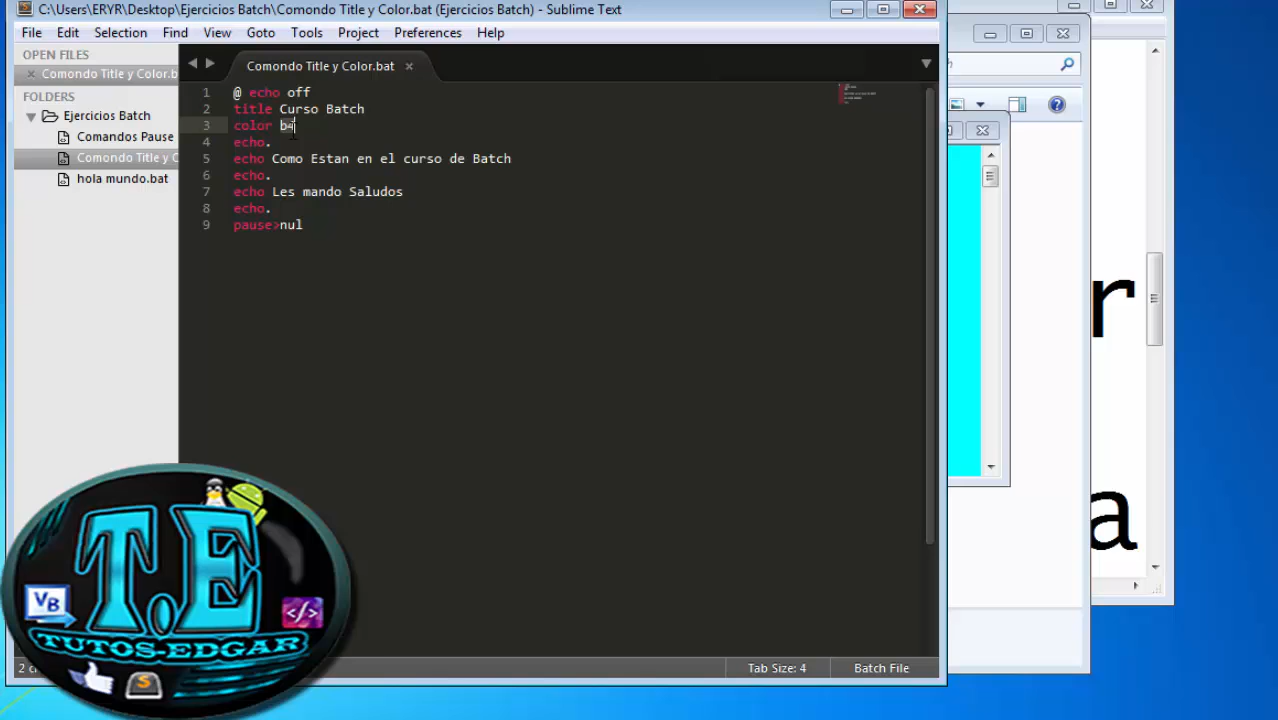 C:\Users\ERYR\Desktop\Ejercicios Batch\Comondo Title y Color.bat (Ejercicios Batch) - Sublime Text
File Edit Selection Find View Goto Tools Project Preferences Help
OPEN FILES
Comondo Title y Color.b
FOLDERS
Ejercicios Batch
Comandos Pause
Comondo Title y C
hola mundo.bat
Comondo Title y Color.bat
1 @ echo off
2 title Curso Batch
3 color b4
4 echo.
5 echo Como Estan en el curso de Batch
6 echo.
7 echo Les mando Saludos
8 echo.
9 pause>nul
r
a
T.E
VB
</>
TUTOS-EDGAR
S
2 c
Tab Size: 4
Batch File